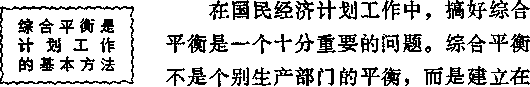 综合平衡是
计划工作
的基本方法
在国民经济计划工作中，搞好综合
平衡是一个十分重要的问题。综合平衡
不是个别生产部门的平衡，而是建立在